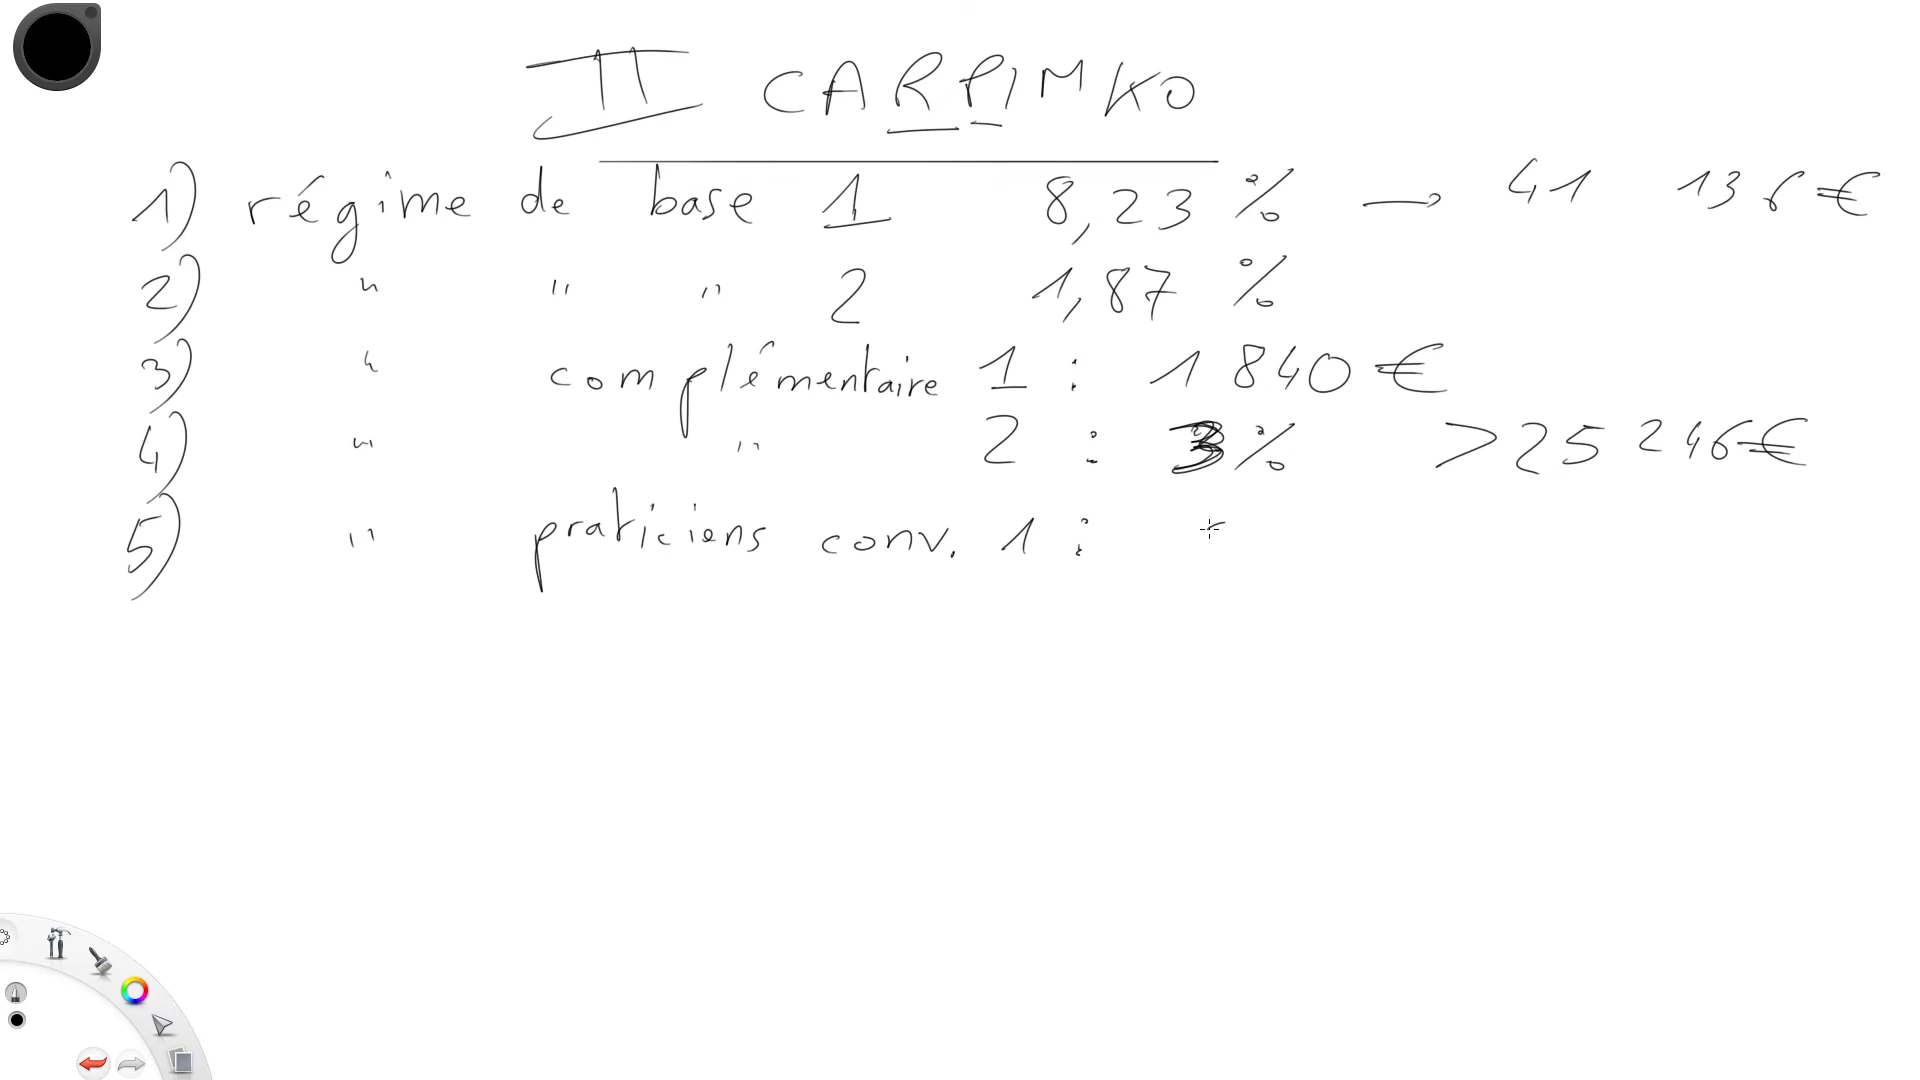 II CARPIMKO
1) régime de base 1 8,23 % → 41 136 €
2) " " " 2 1,87 %
3) " complémentaire 1 : 1 840 €
4) " " 2 : 3 % > 25 246 €
5) " praticiens conv. 1 :